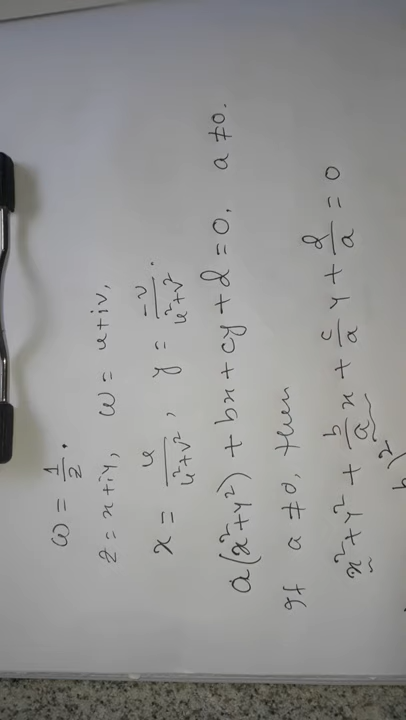 ω = 1/z.
z = x+iy, ω = u+iv,
x = u/(u²+v²), y = -v/(u²+v²).
a(x²+y²) + bx + cy + d = 0, a ≠ 0.
If a ≠ 0, then
x² + y² + b/a x + c/a y + d/a = 0
b )²